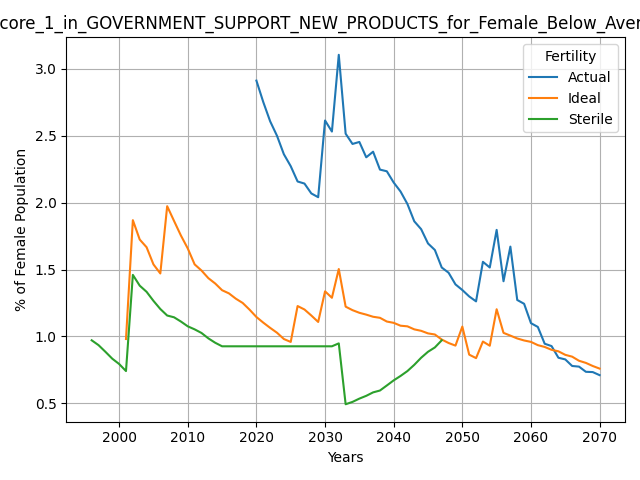 core_1_in_GOVERNMENT_SUPPORT_NEW_PRODUCTS_for_Female_Below_Aver
Fertility
Actual
Ideal
Sterile
% of Female Population
3.0
2.5
2.0
1.5
1.0
0.5
2000 2010 2020 2030 2040 2050 2060 2070
Years